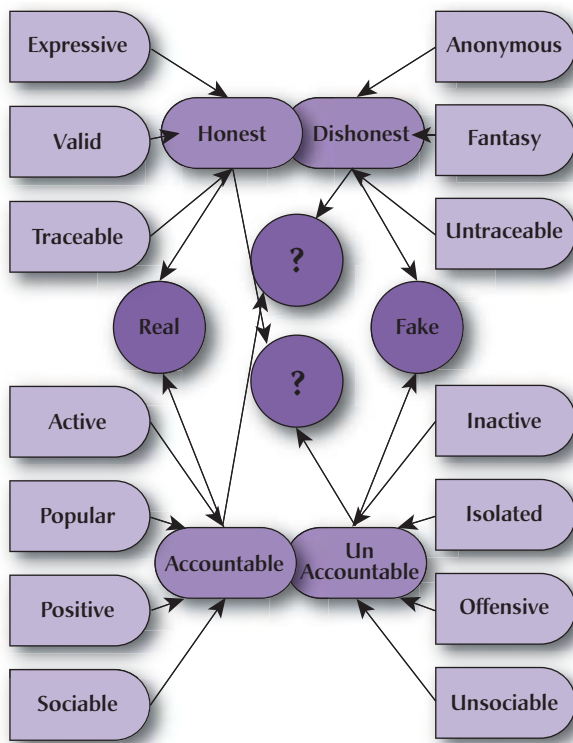 Expressive
Anonymous
Valid
Honest
Dishonest
Fantasy
Traceable
?
Untraceable
Real
?
Fake
Active
Inactive
Popular
Isolated
Accountable
Un
Accountable
Positive
Offensive
Sociable
Unsociable